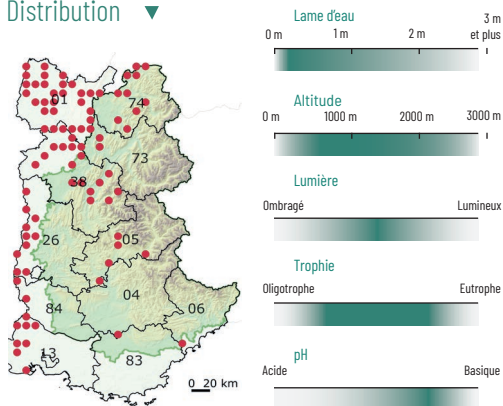 Distribution ▼
01
74
73
38
26
05
04
84
06
13
83
0 20 km
Lame d'eau
0 m 1 m 2 m 3 m et plus
Altitude
0 m 1000 m 2000 m 3000 m
Lumière
Ombragé Lumineux
Trophie
Oligotrophe Eutrophe
pH
Acide Basique